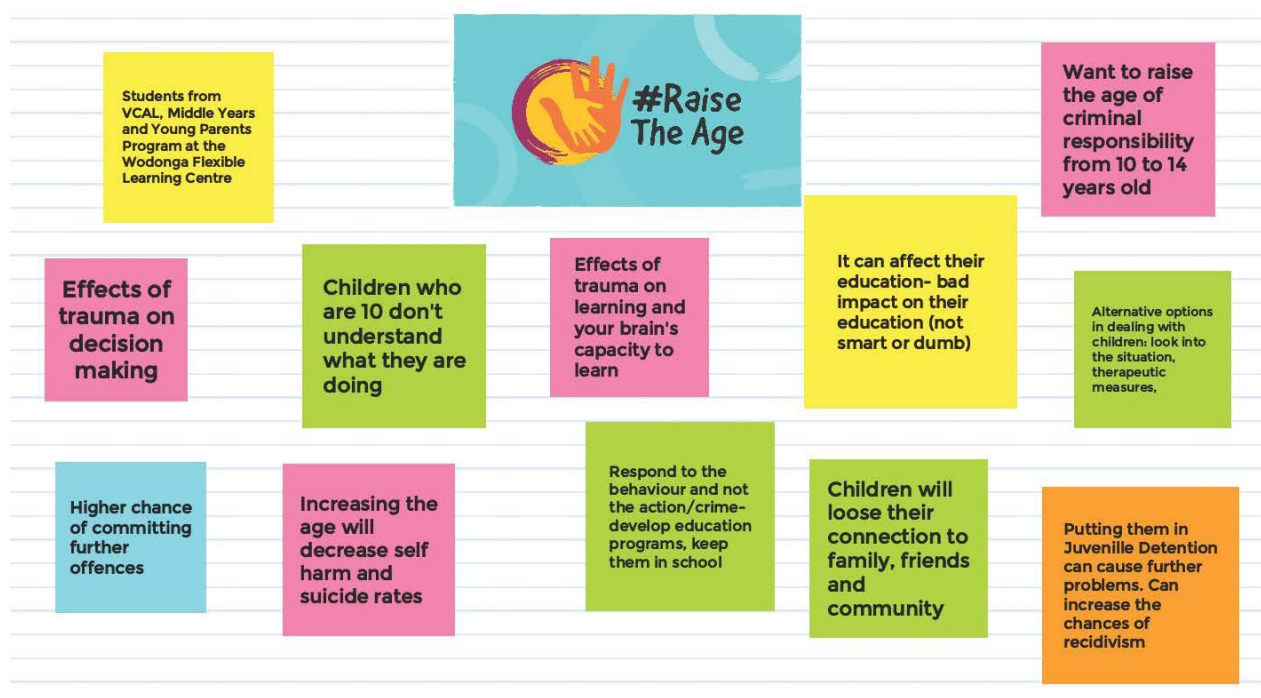 Students from
VCAL, Middle Years
and Young Parents
Program at the
Wodonga Flexible
Learning Centre
#Raise
The Age
Want to raise
the age of
criminal
responsibility
from 10 to 14
years old
Effects of
trauma on
decision
making
Children who
are 10 don't
understand
what they are
doing
Effects of
trauma on
learning and
your brain's
capacity to
learn
It can affect their
education- bad
impact on their
education (not
smart or dumb)
Alternative options
in dealing with
children: look into
the situation,
therapeutic
measures,
Higher chance
of committing
further
offences
Increasing the
age will
decrease self
harm and
suicide rates
Respond to the
behaviour and not
the action/crime-
develop education
programs, keep
them in school
Children will
loose their
connection to
family, friends
and
community
Putting them in
Juvenille Detention
can cause further
problems. Can
increase the
chances of
recidivism